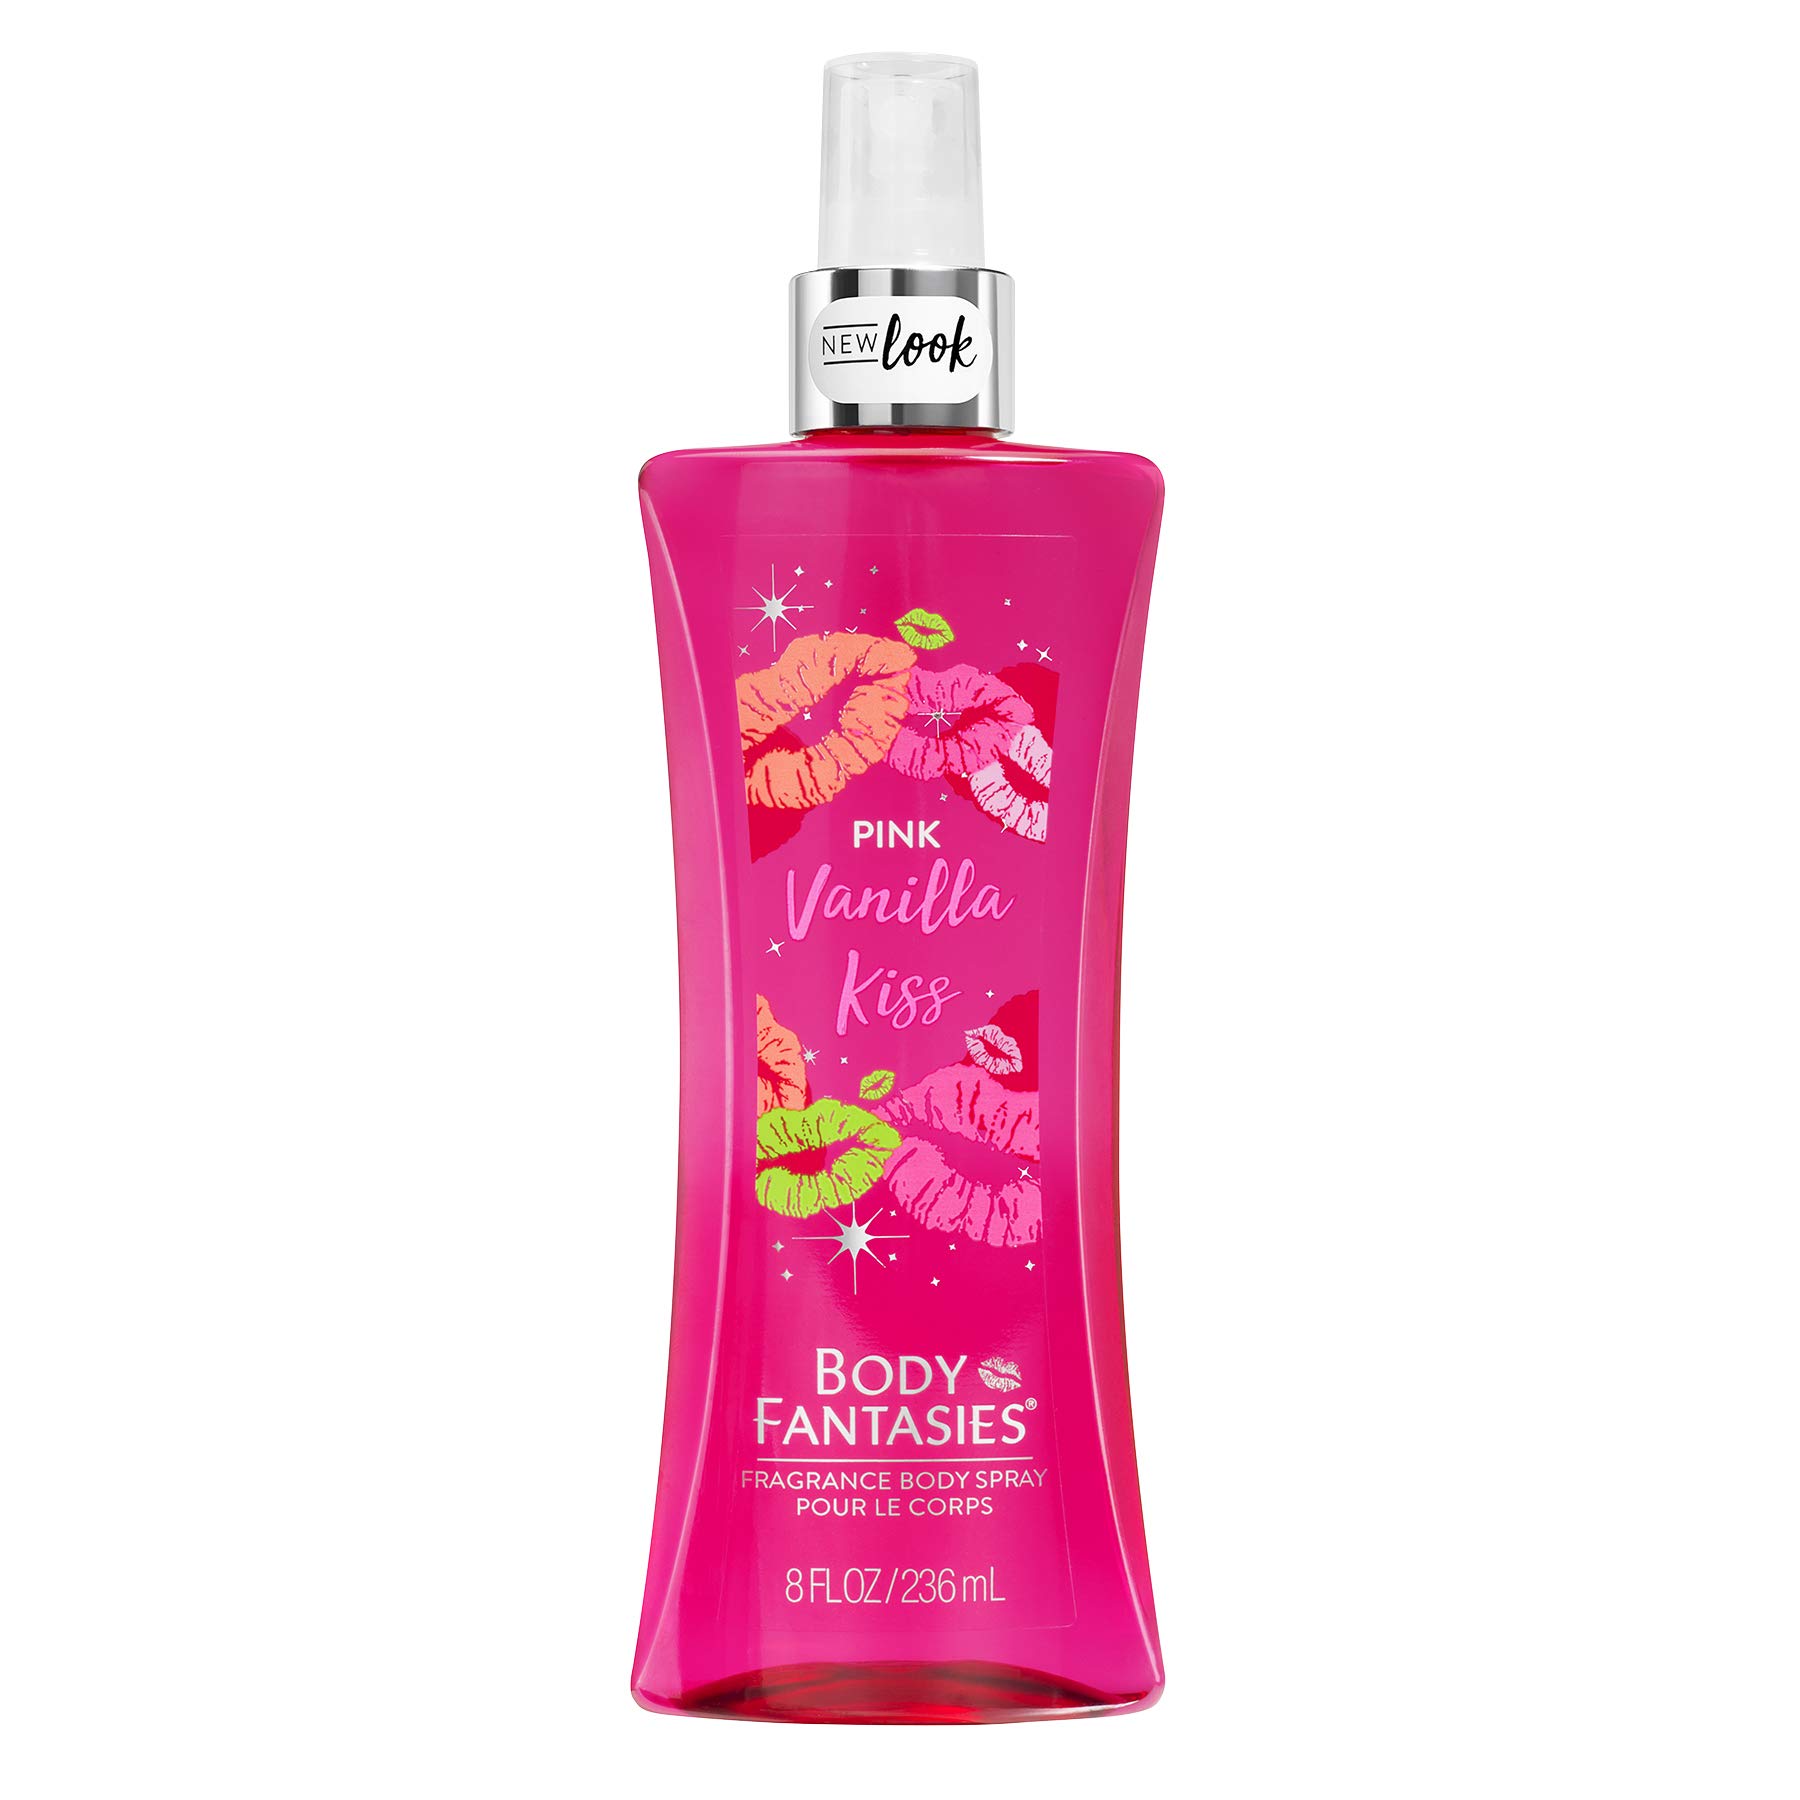 NEW look
PINK
Vanilla
Kiss
BODY
FANTASIES®
FRAGRANCE BODY SPRAY
POUR LE CORPS
8 FL OZ / 236 mL